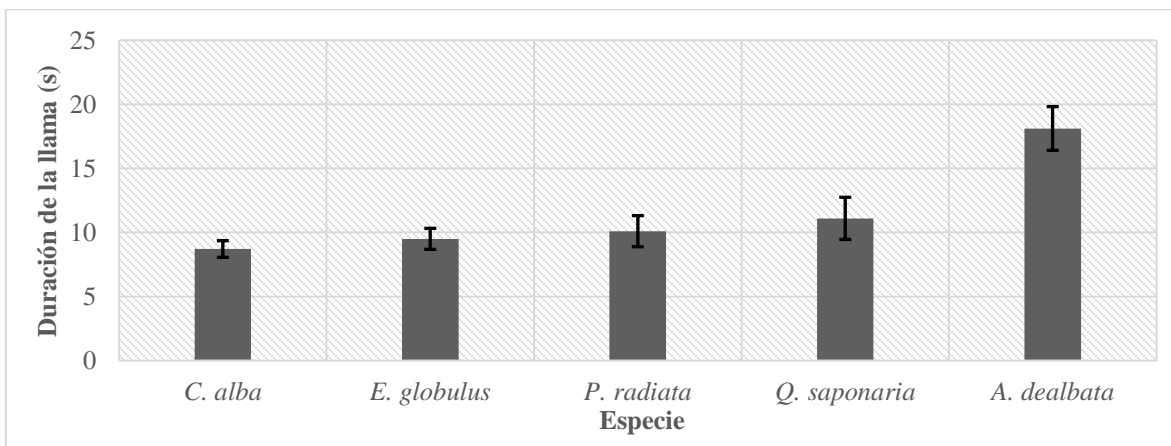 Duración de la llama (s)
25
20
15
10
5
0
C. alba E. globulus P. radiata Q. saponaria A. dealbata
Especie